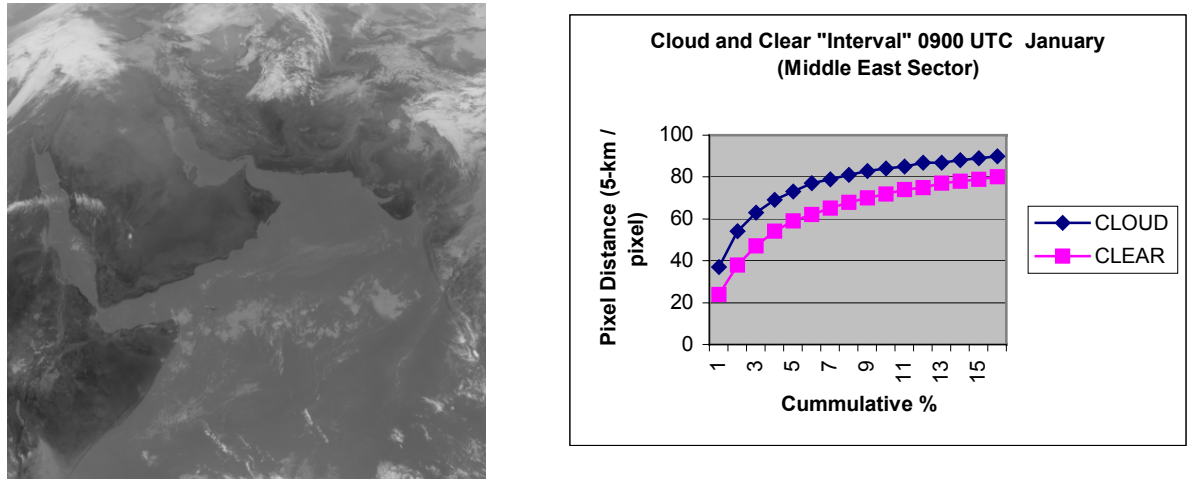 Cloud and Clear "Interval" 0900 UTC January
(Middle East Sector)
Pixel Distance (5-km /
pixel)
100
80
60
40
20
0
1
3
5
7
9
11
13
15
Cummulative %
CLOUD
CLEAR